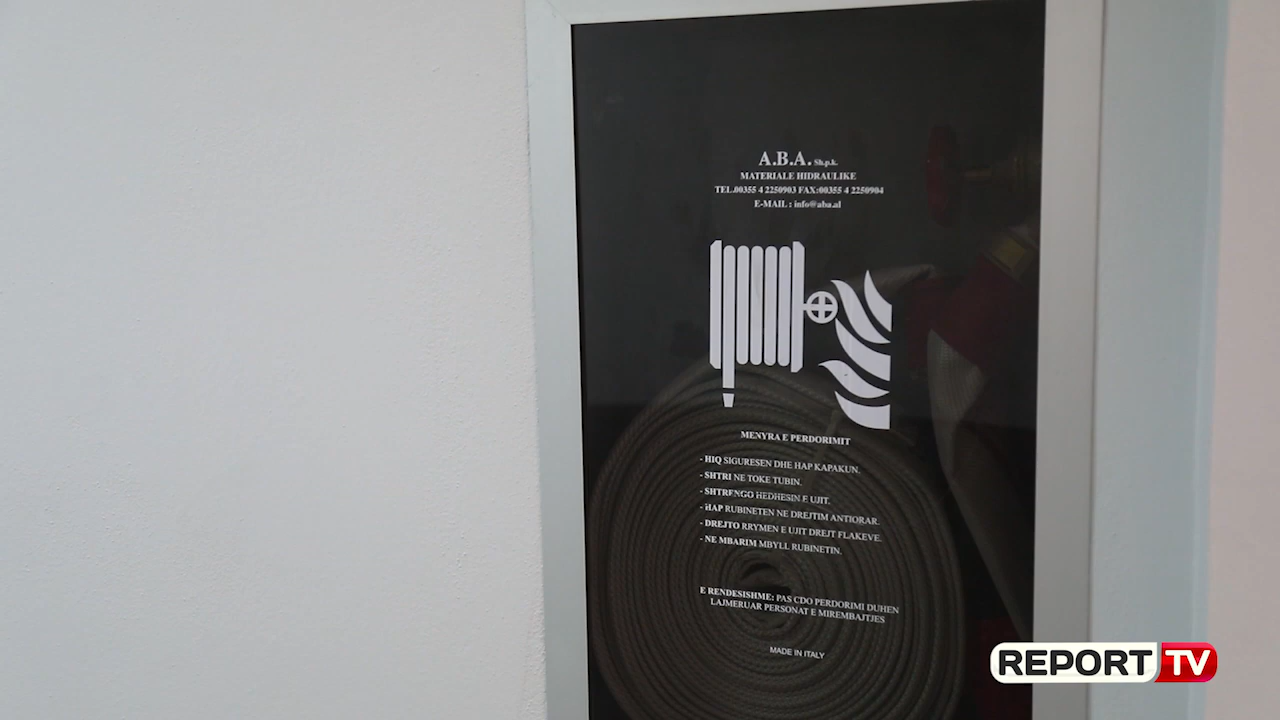 A.B.A. Sh.p.k.
MATERIALE HIDRAULIKE
TEL.00355 4 2250903 FAX:00355 4 2250904
E-MAIL : info@aba.al
MENYRA E PERDORIMIT
- HIQ SIGURESEN DHE HAP KAPAKUN.
- SHTRI NE TOKE TUBIN.
- SHTRENGO HEDHESIN E UJIT.
- HAP RUBINETEN NE DREJTIM ANTIORAR.
- DREJTO RRYMEN E UJIT DREJT FLAKEVE.
- NE MBARIM MBYLL RUBINETIN.
E RENDESISHME: PAS CDO PERDORIMI DUHEN
LAJMERUAR PERSONAT E MIREMBAJTJES
MADE IN ITALY
REPORT TV